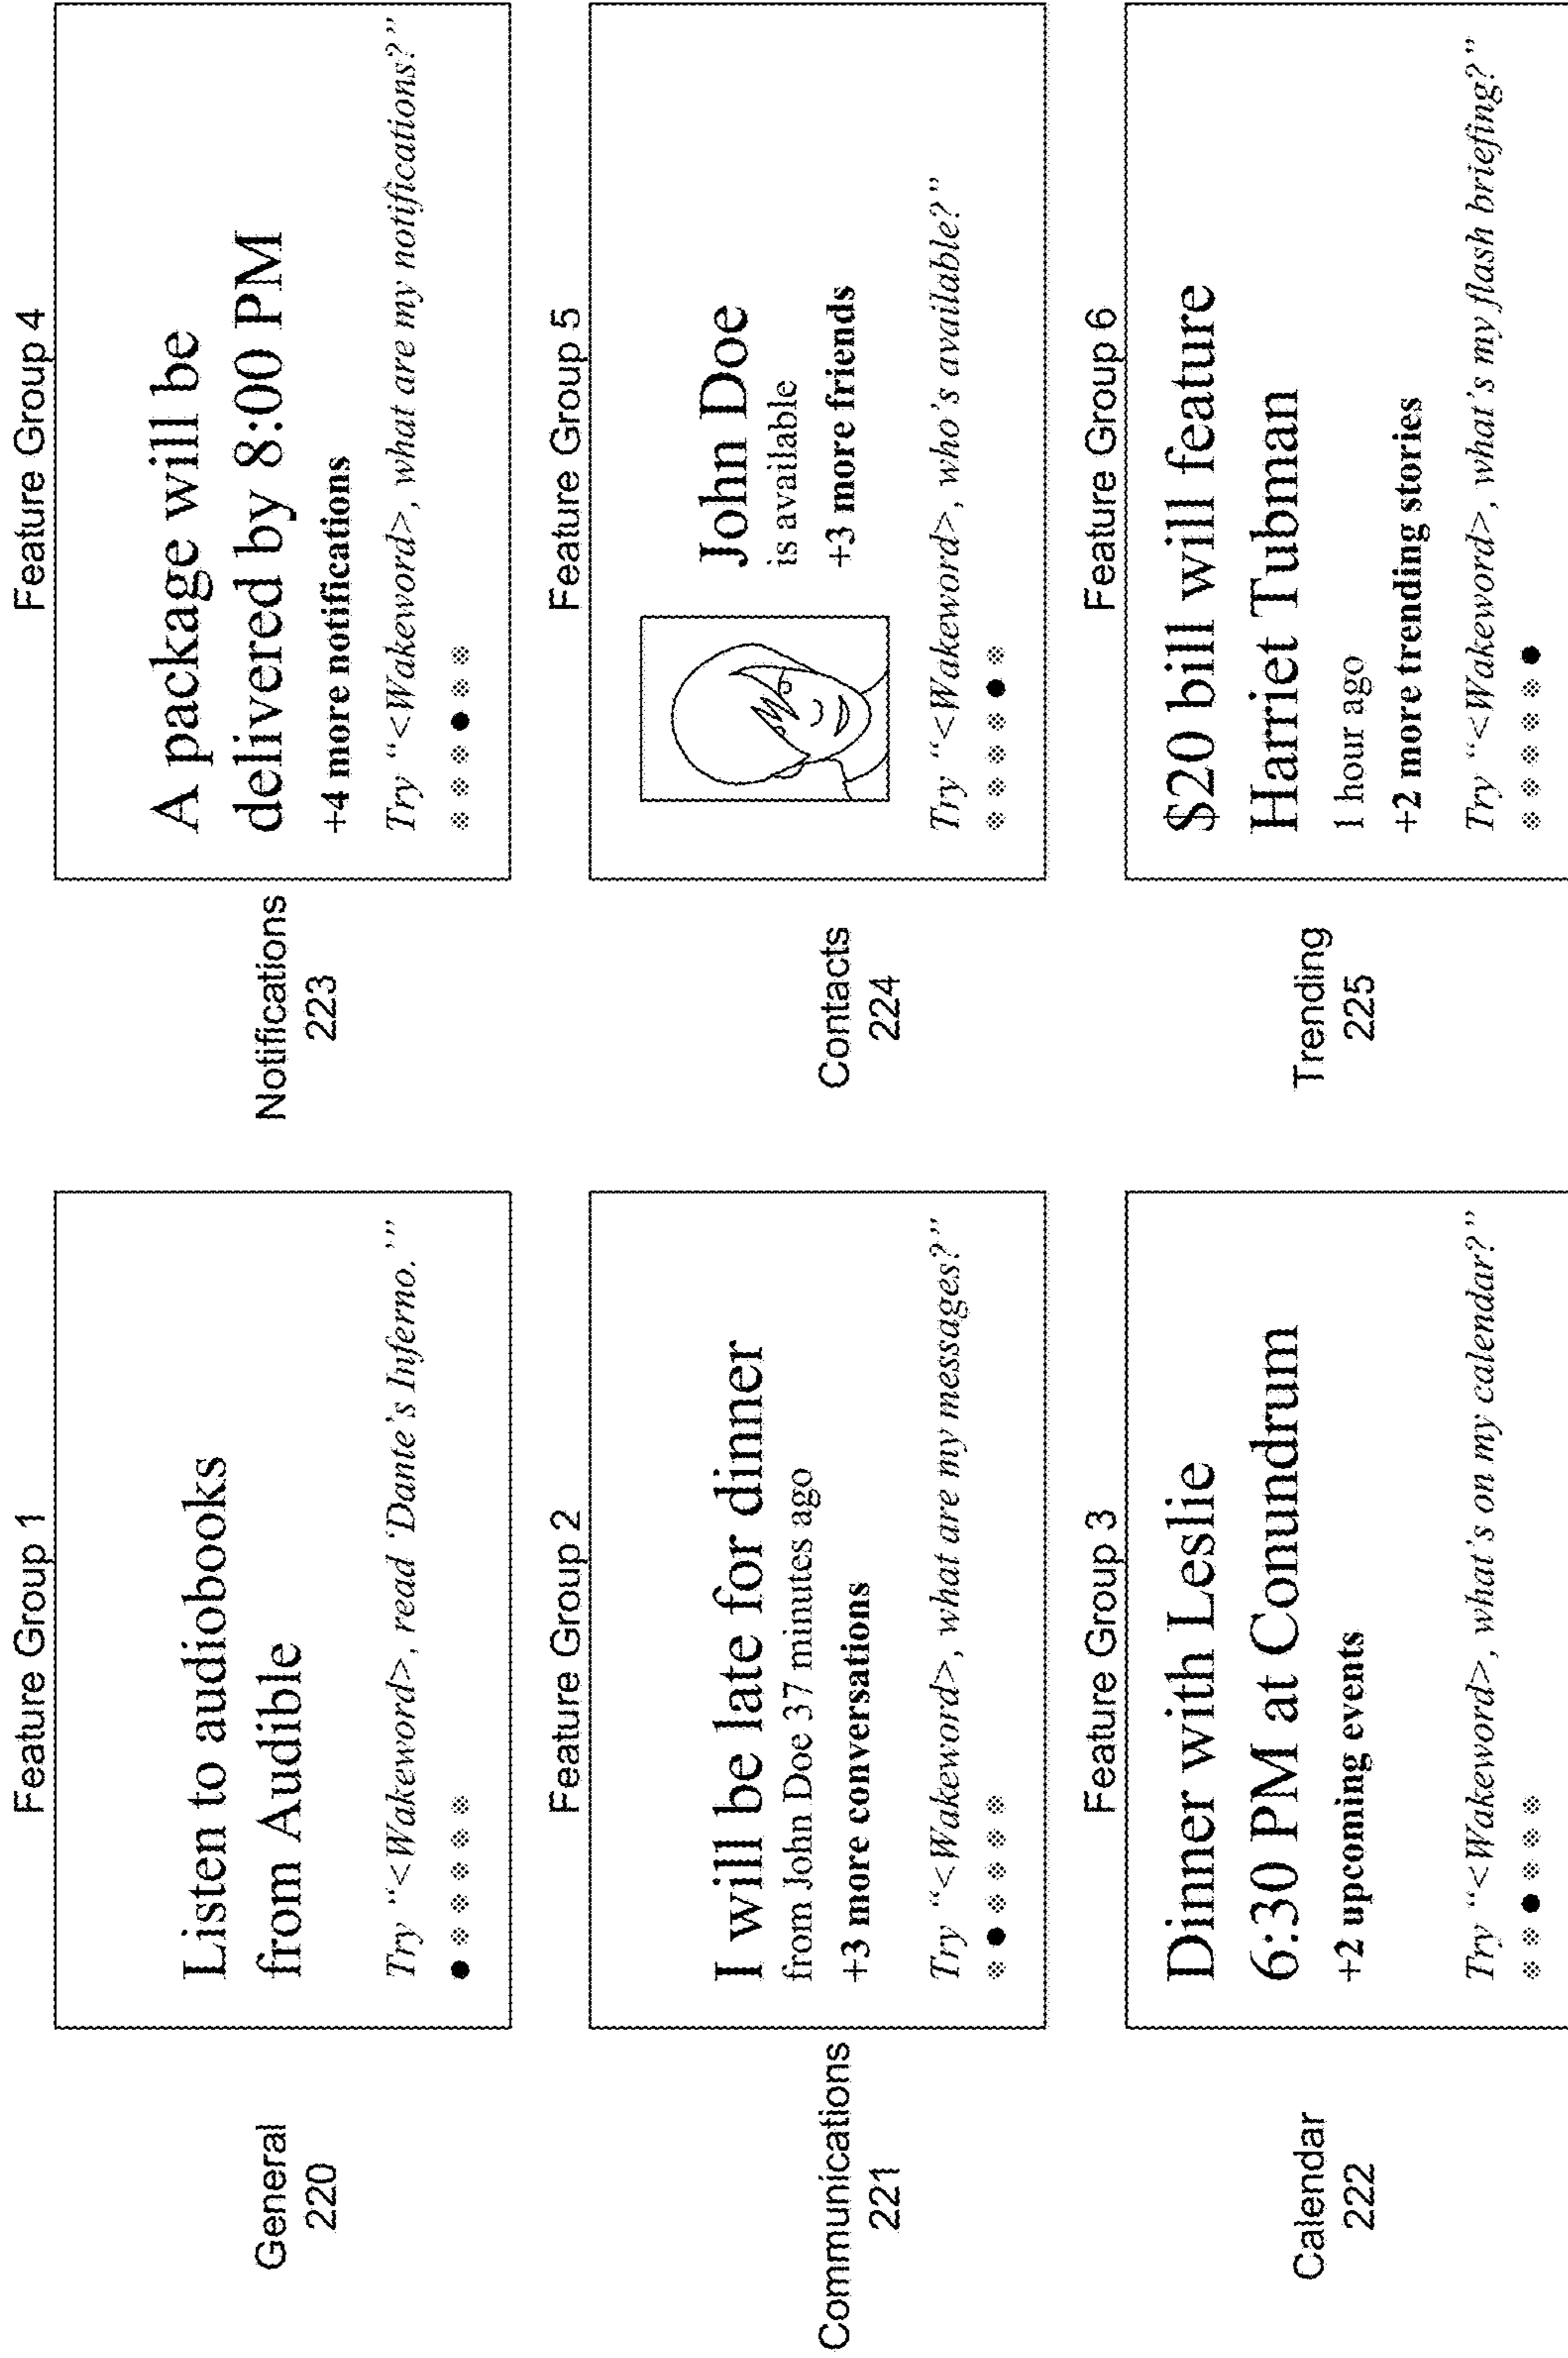 Feature Group 1
General
220
Listen to audiobooks
from Audible
Try “<Wakeword>, read ‘Dante’s Inferno.’”
Feature Group 2
Communications
221
I will be late for dinner
from John Doe 37 minutes ago
+3 more conversations
Try “<Wakeword>, what are my messages?”
Feature Group 3
Calendar
222
Dinner with Leslie
6:30 PM at Conundrum
+2 upcoming events
Try “<Wakeword>, what’s on my calendar?”
Feature Group 4
Notifications
223
A package will be
delivered by 8:00 PM
+4 more notifications
Try “<Wakeword>, what are my notifications?”
Feature Group 5
Contacts
224
John Doe
is available
+3 more friends
Try “<Wakeword>, who’s available?”
Feature Group 6
Trending
225
$20 bill will feature
Harriet Tubman
1 hour ago
+2 more trending stories
Try “<Wakeword>, what’s my flash briefing?”